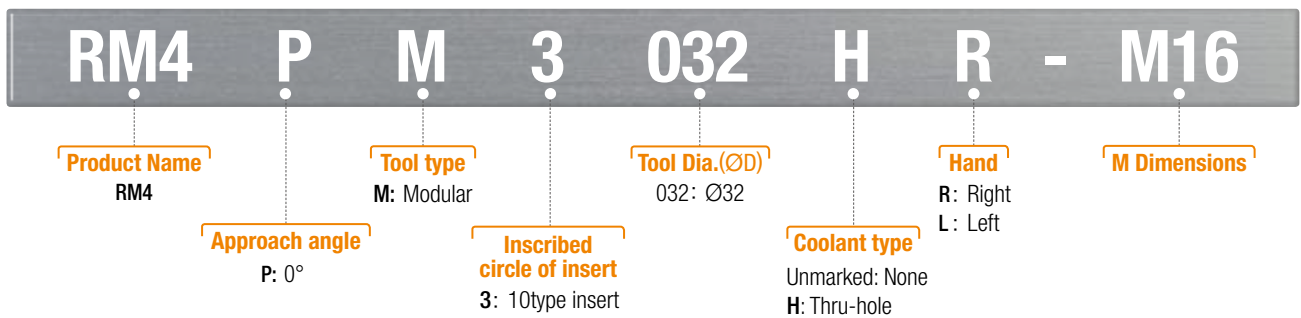 RM4 P M 3 032 H R - M16
Product Name
RM4
Approach angle
P: 0°
Tool type
M: Modular
Inscribed
circle of insert
3: 10type insert
Tool Dia.(ØD)
032: Ø32
Coolant type
Unmarked: None
H: Thru-hole
Hand
R: Right
L: Left
M Dimensions